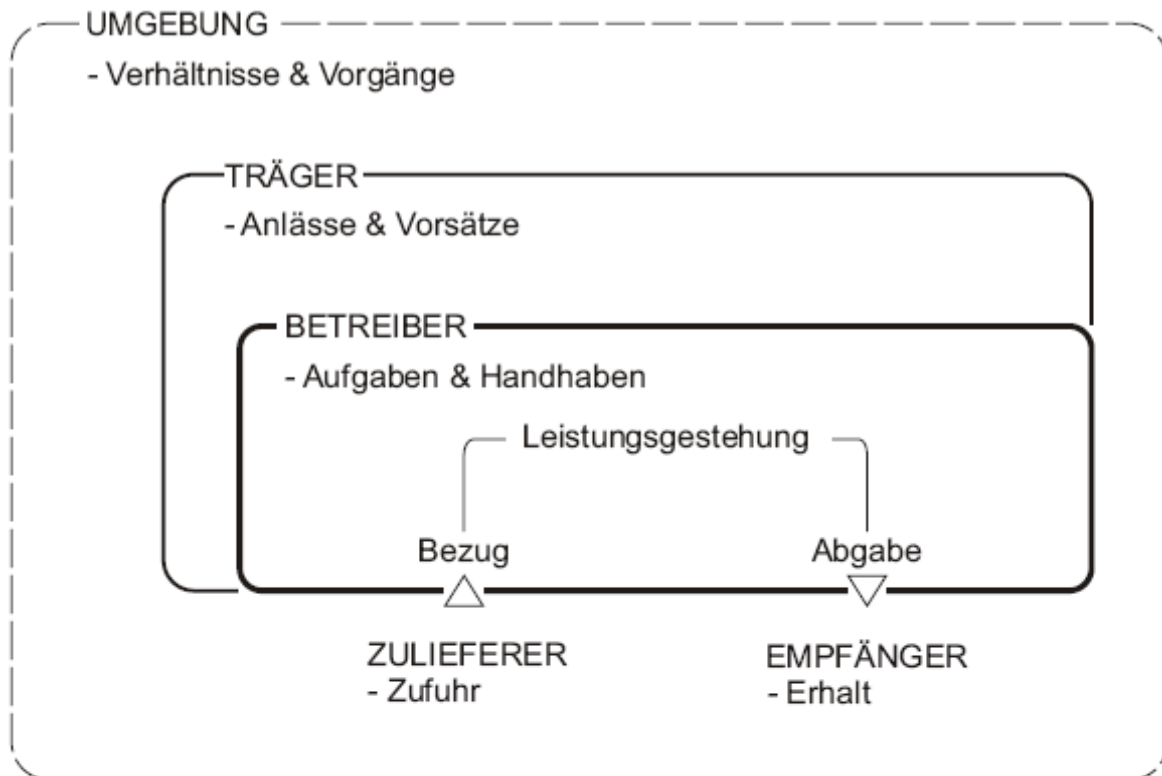 UMGEBUNG
- Verhältnisse & Vorgänge
TRÄGER
- Anlässe & Vorsätze
BETREIBER
- Aufgaben & Handhaben
Leistungsgestehung
Bezug
Abgabe
ZULIEFERER
- Zufuhr
EMPFÄNGER
- Erhalt